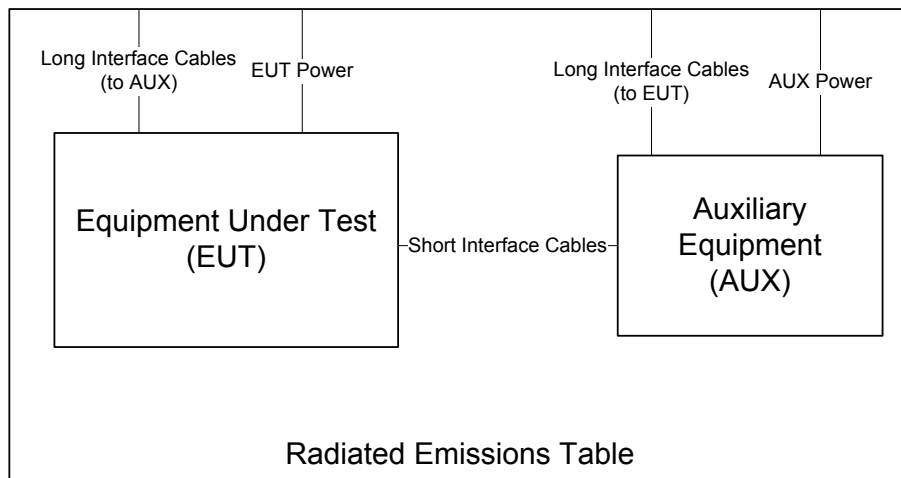 Long Interface Cables
(to AUX)
EUT Power
Long Interface Cables
(to EUT)
AUX Power
Equipment Under Test
(EUT)
Short Interface Cables
Auxiliary
Equipment
(AUX)
Radiated Emissions Table